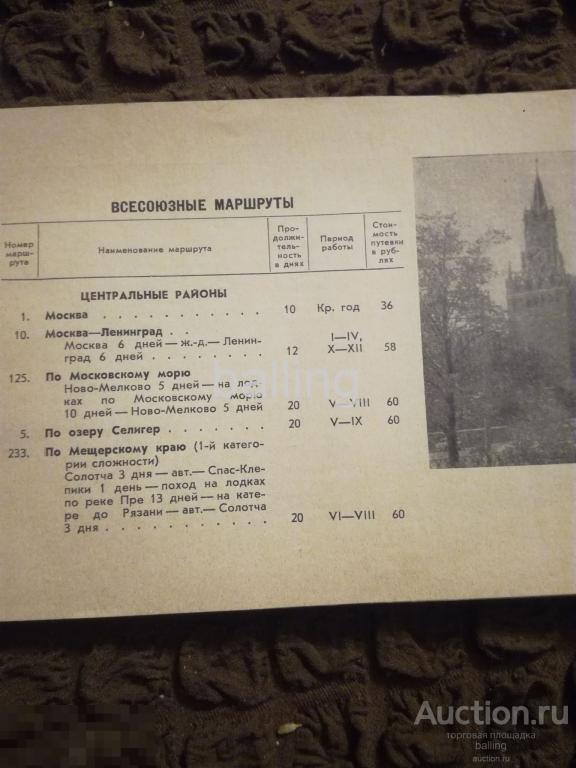 ВСЕСОЮЗНЫЕ МАРШРУТЫ
Номер маршрута Наименование маршрута Продолжительность в днях Период работы Стоимость путевки в рублях
ЦЕНТРАЛЬНЫЕ РАЙОНЫ
1. Москва . . . . . . . . . . . 10 Кр. год 36
10. Москва—Ленинград . .
Москва 6 дней — ж.-д.— Ленин- I—IV,
град 6 дней . . . . . . . . . 12 X—XII 58
125. По Московскому морю
Ново-Мелково 5 дней — на лод-
ках по Московскому морю
10 дней — Ново-Мелково 5 дней 20 V—VIII 60
5. По озеру Селигер . . . . . . . 20 V—IX 60
233. По Мещерскому краю (1-й катего-
рии сложности)
Солотча 3 дня — авт.— Спас-Кле-
пики 1 день — поход на лодках
по реке Пре 13 дней — на кате-
ре до Рязани — авт.— Солотча
3 дня . . . . . . . . . . . 20 VI—VIII 60
balling
Auction.ru
торговая площадка
balling
auction.ru